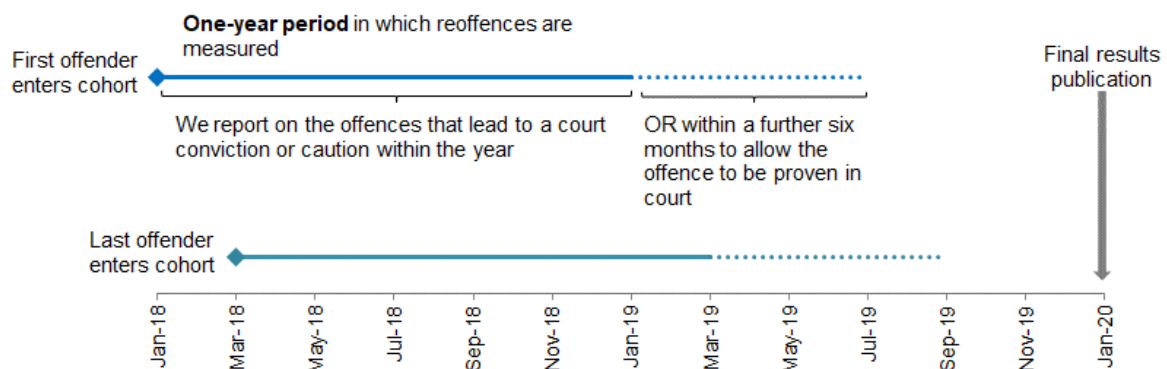 One-year period in which reoffences are
measured
First offender
enters cohort
Final results
publication
We report on the offences that lead to a court
conviction or caution within the year
OR within a further six
months to allow the
offence to be proven in
court
Last offender
enters cohort
Jan-18
Mar-18
May-18
Jul-18
Sep-18
Nov-18
Jan-19
Mar-19
May-19
Jul-19
Sep-19
Nov-19
Jan-20